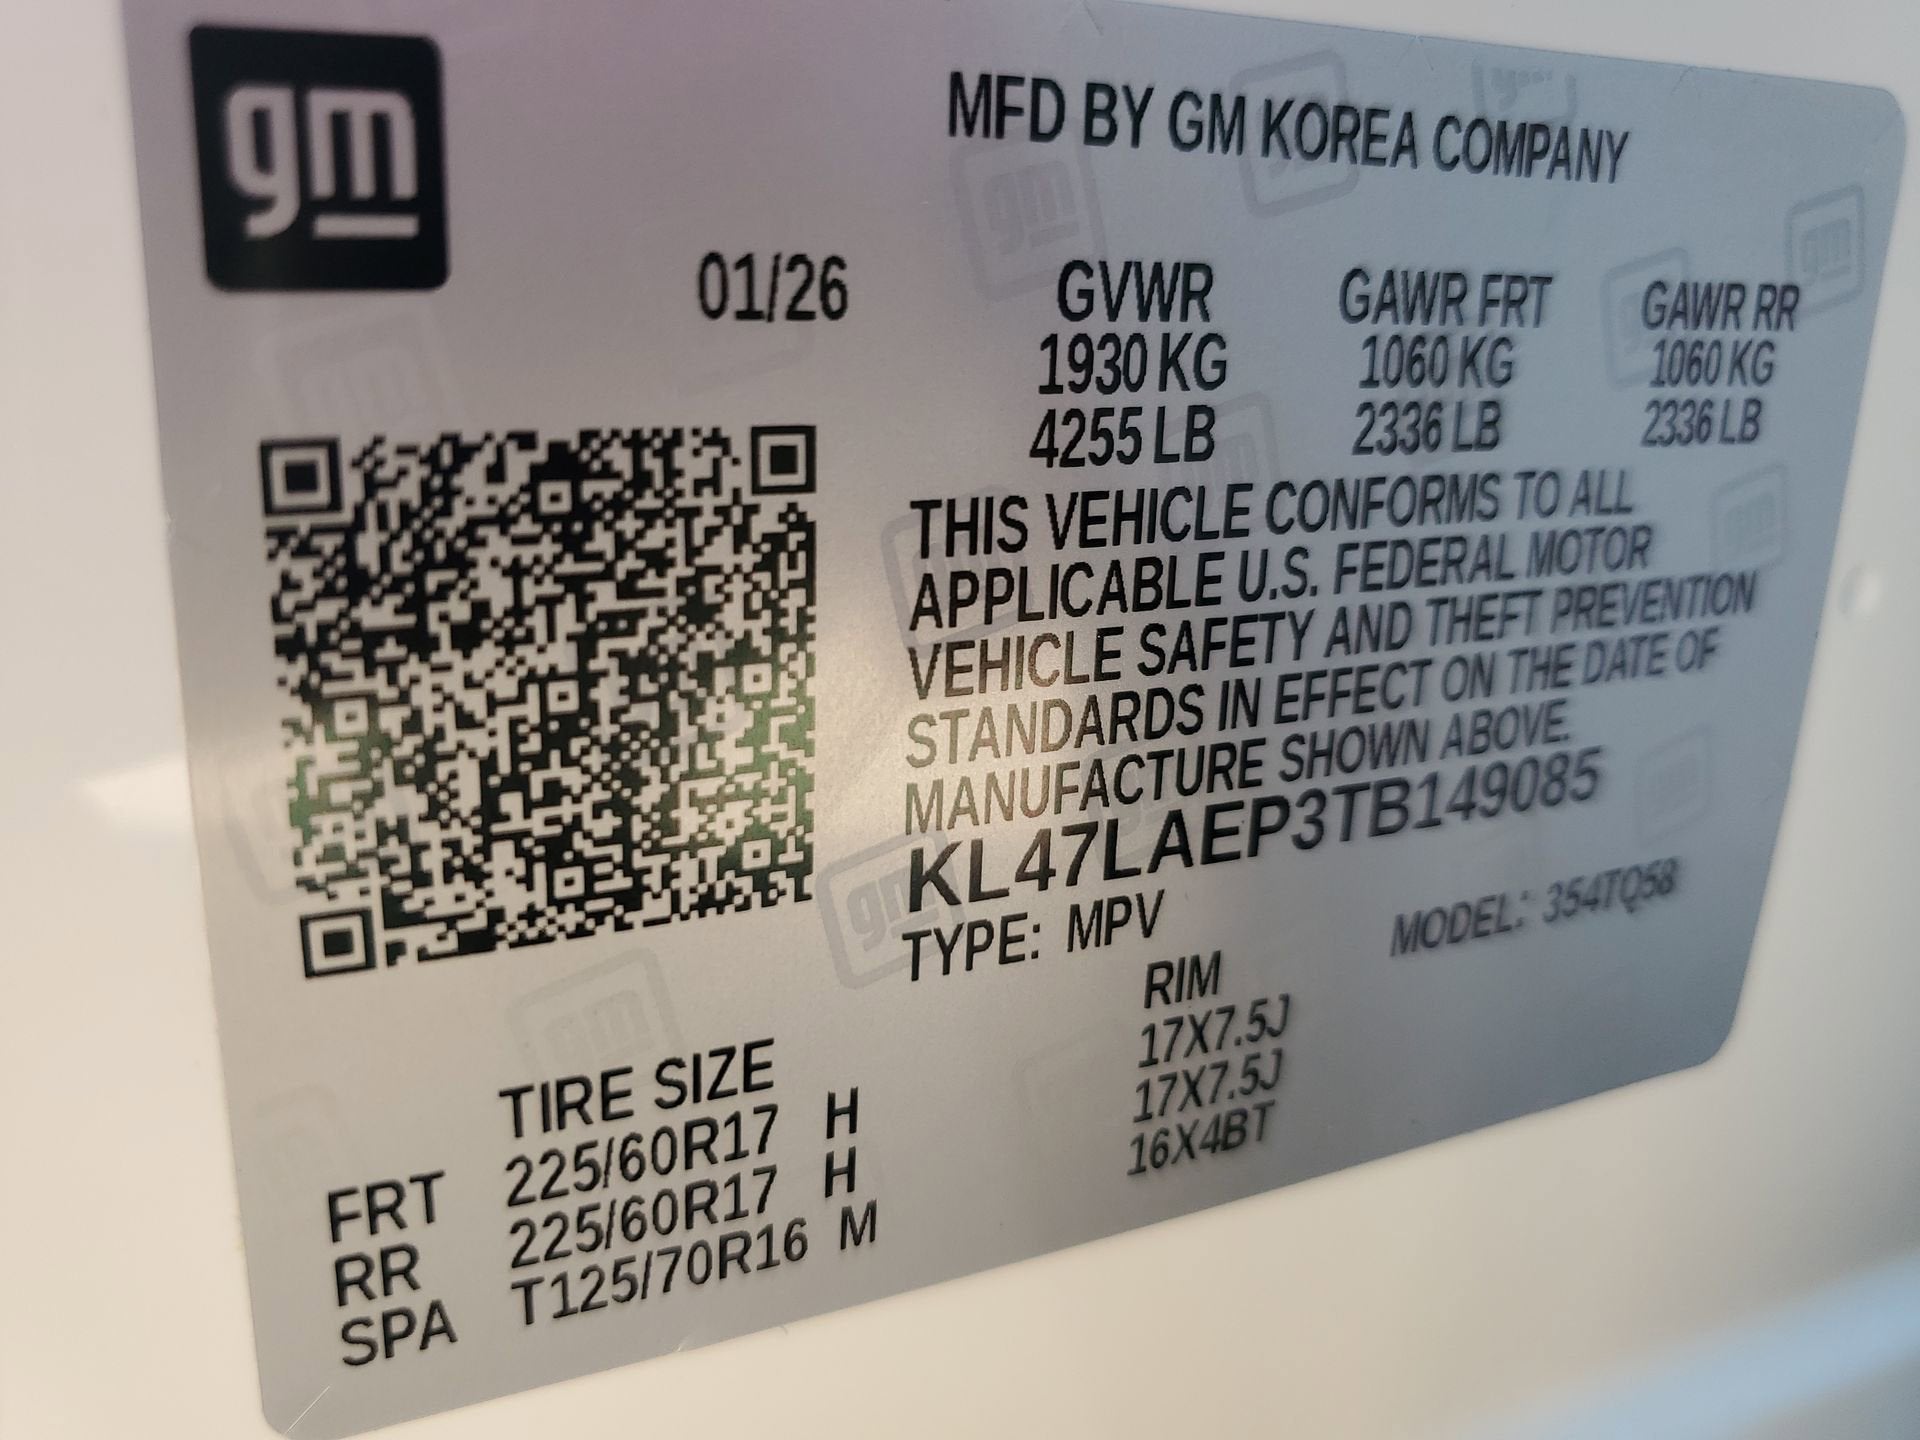 gm
MFD BY GM KOREA COMPANY
01/26
GVWR GAWR FRT GAWR RR
1930 KG 1060 KG 1060 KG
4255 LB 2336 LB 2336 LB
THIS VEHICLE CONFORMS TO ALL
APPLICABLE U.S. FEDERAL MOTOR
VEHICLE SAFETY AND THEFT PREVENTION
STANDARDS IN EFFECT ON THE DATE OF
MANUFACTURE SHOWN ABOVE.
KL47LAEP3TB149085
TYPE: MPV MODEL: 354TQ58
TIRE SIZE RIM
FRT 225/60R17 H 17X7.5J
RR 225/60R17 H 17X7.5J
SPA T125/70R16 M 16X4BT